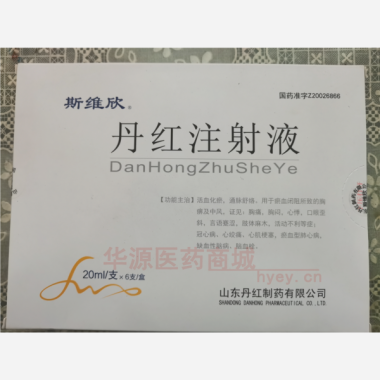 国药准字Z20026866
斯维欣®
丹红注射液
DanHongZhuSheYe
【功能主治】活血化瘀,通脉舒络。用于瘀血闭阻所致的胸
痹及中风,证见:胸痛,胸闷,心悸,口眼歪
斜,言语蹇涩,肢体麻木,活动不利等症;
冠心病、心绞痛、心肌梗塞,瘀血型肺心病,
缺血性脑病、脑血栓。
华源医药商城
hyey.cn
20ml/支 × 6支/盒
山东丹红制药有限公司
SHANDONG DANHONG PHARMACEUTICAL CO.,LTD